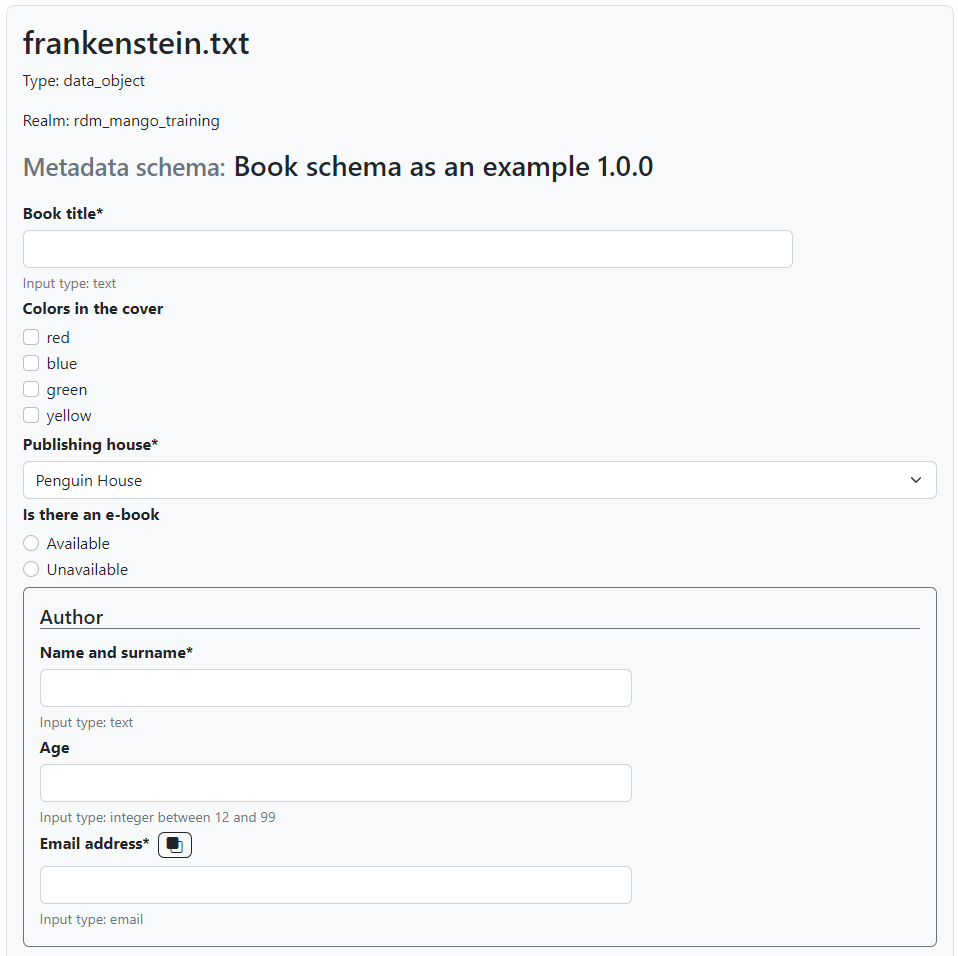 frankenstein.txt
Type: data_object
Realm: rdm_mango_training
Metadata schema: Book schema as an example 1.0.0
Book title*
Input type: text
Colors in the cover
red
blue
green
yellow
Publishing house*
Penguin House
Is there an e-book
Available
Unavailable
Author
Name and surname*
Input type: text
Age
Input type: integer between 12 and 99
Email address*
Input type: email